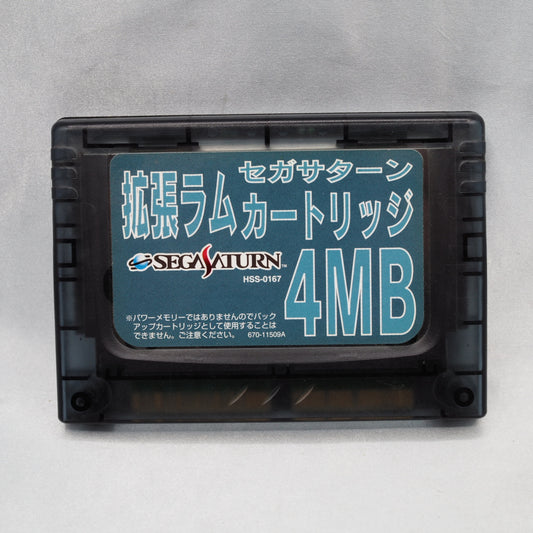 セガサターン
拡張ラムカートリッジ
SEGASATURN™
HSS-0167
4MB
※パワーメモリーではありませんのでバック
アップカートリッジとして使用することは
できません。ご注意ください。 670-11509A